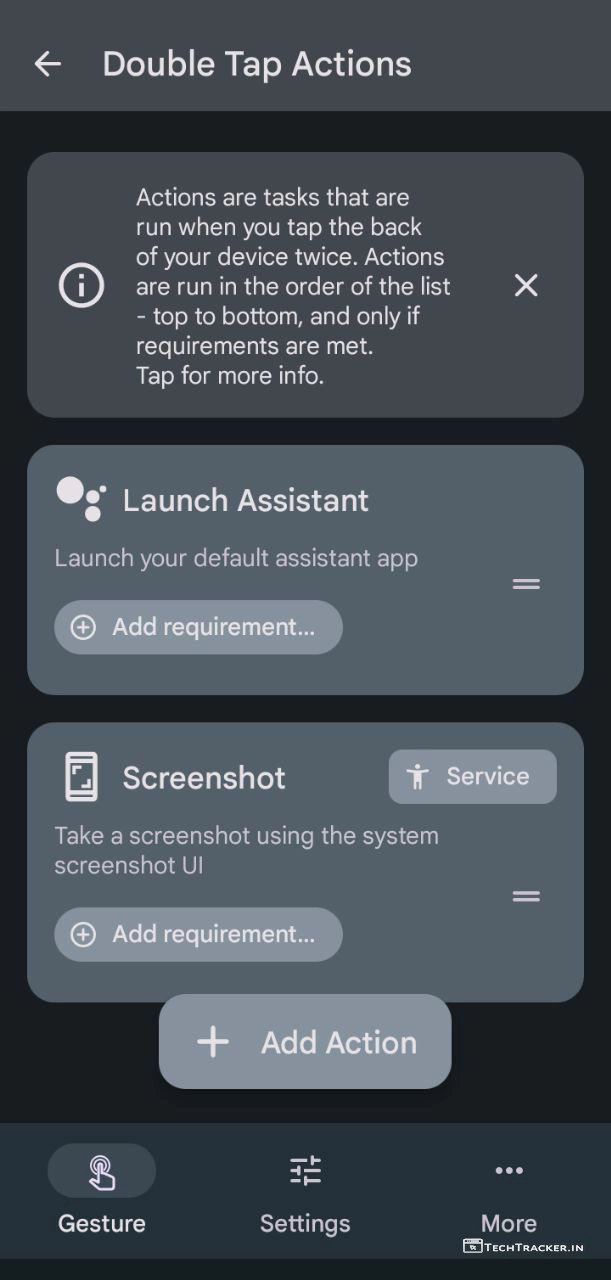 Double Tap Actions
Actions are tasks that are
run when you tap the back
of your device twice. Actions
are run in the order of the list
- top to bottom, and only if
requirements are met.
Tap for more info.
Launch Assistant
Launch your default assistant app
Add requirement...
Screenshot
Service
Take a screenshot using the system
screenshot UI
Add requirement...
Add Action
Gesture
Settings
More
TECHTRACKER.IN